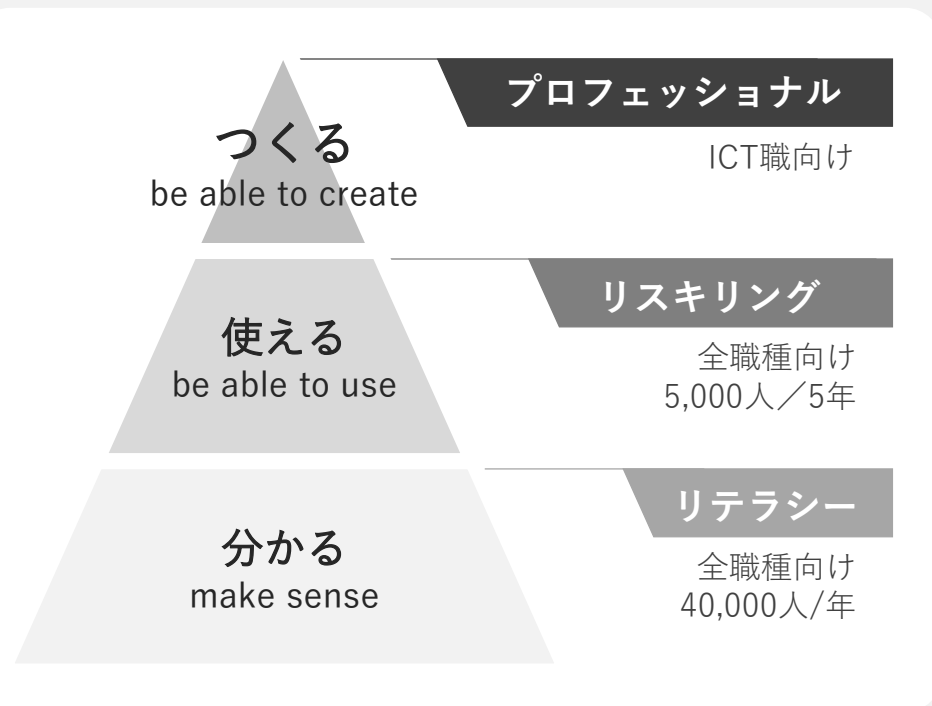 つくる
be able to create
プロフェッショナル
ICT職向け
使える
be able to use
リスキリング
全職種向け
5,000人／5年
分かる
make sense
リテラシー
全職種向け
40,000人/年